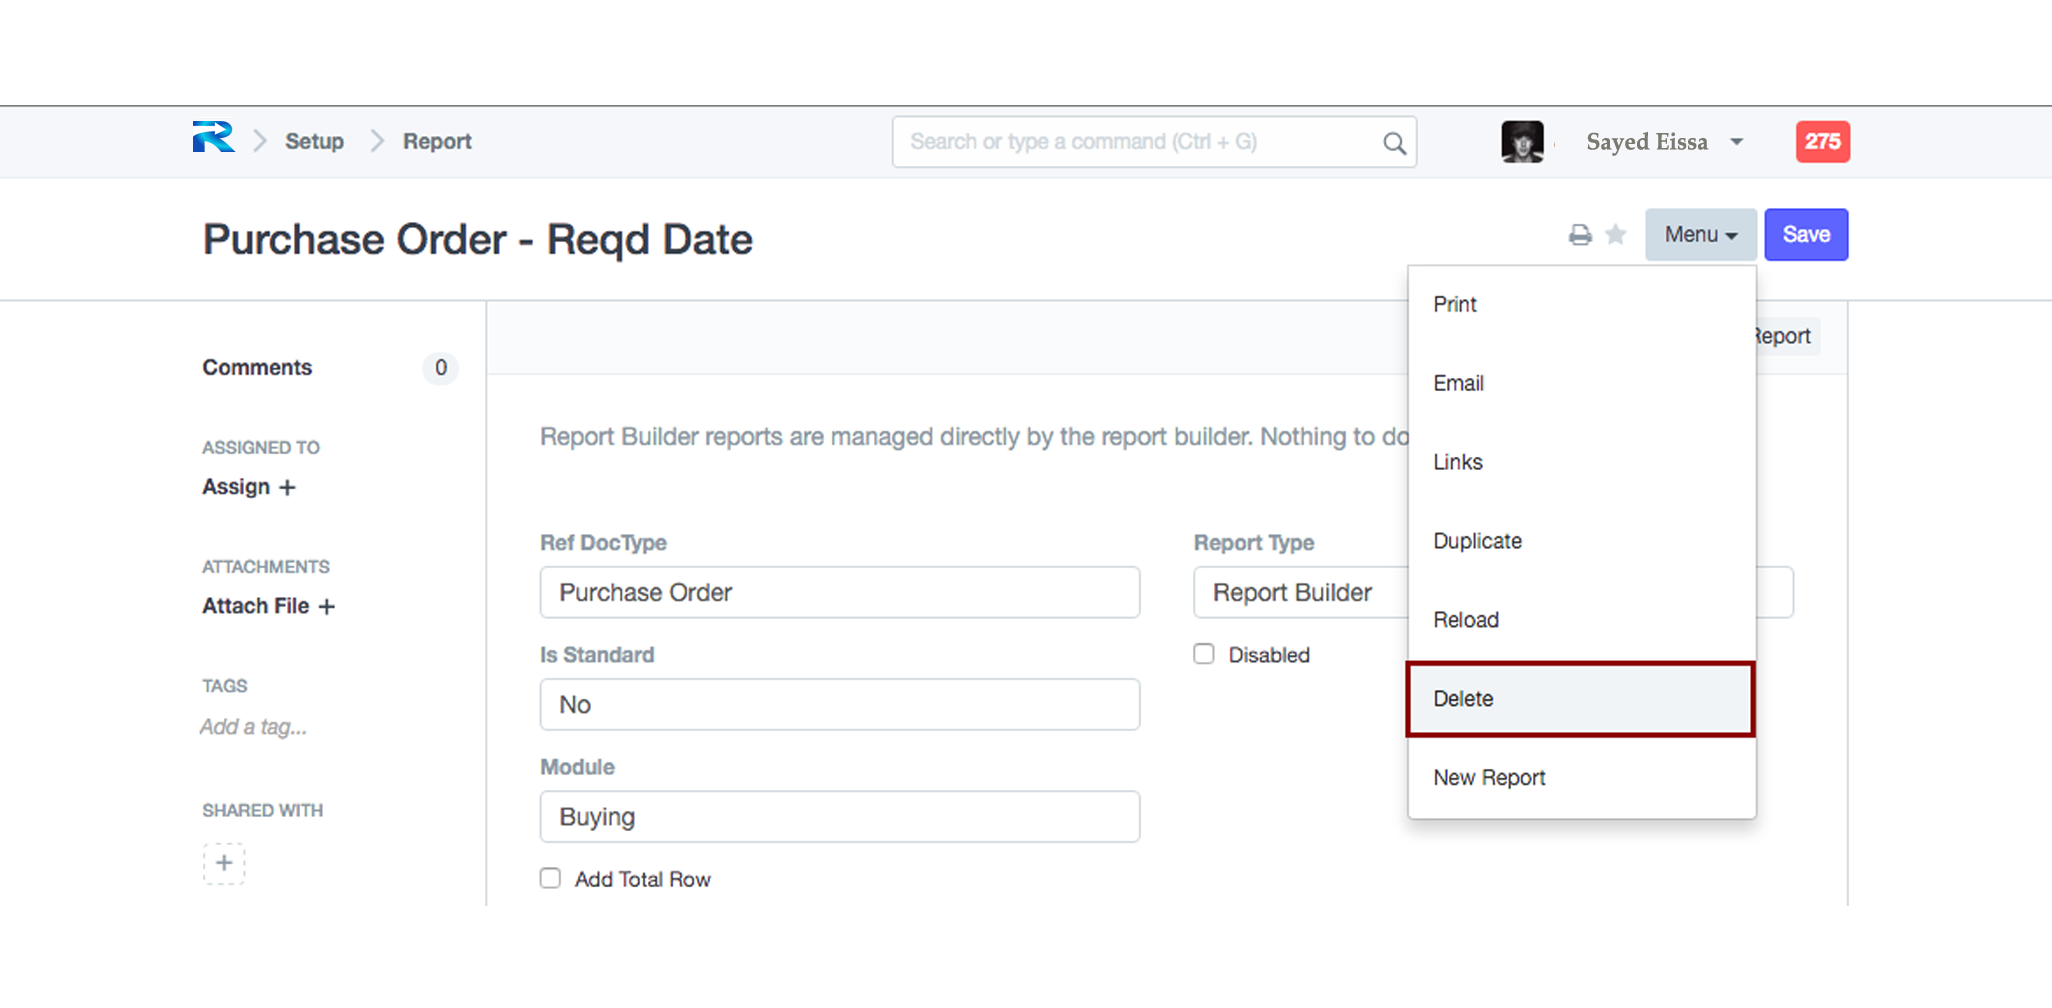 Setup Report Search or type a command (Ctrl + G) Sayed Eissa 275
Purchase Order - Reqd Date Menu Save
Print
Report
Email
Comments 0
Report Builder reports are managed directly by the report builder. Nothing to do
Links
ASSIGNED TO
Assign +
Duplicate
Ref DocType Report Type
Purchase Order Report Builder
ATTACHMENTS
Attach File +
Reload
Is Standard Disabled
No
Delete
TAGS
Add a tag...
Module
Buying
New Report
SHARED WITH
+
Add Total Row